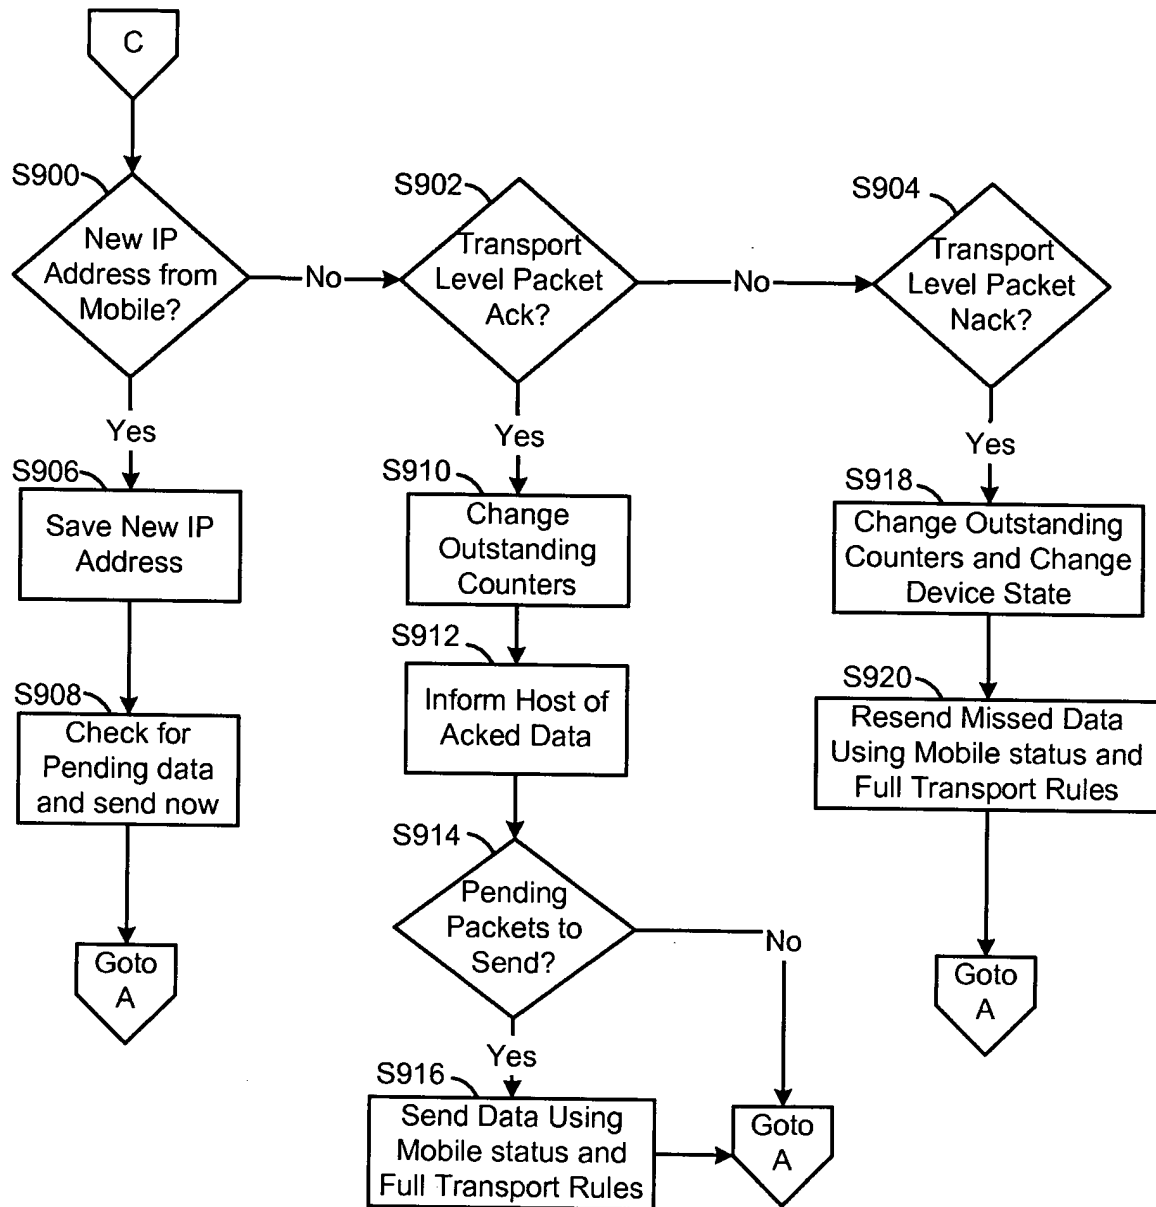 C
S900
New IP
Address from
Mobile?
No
S902
Transport
Level Packet
Ack?
No
S904
Transport
Level Packet
Nack?
Yes
S906
Save New IP
Address
S908
Check for
Pending data
and send now
Goto
A
Yes
S910
Change
Outstanding
Counters
S912
Inform Host of
Acked Data
S914
Pending
Packets to
Send?
No
Yes
S916
Send Data Using
Mobile status and
Full Transport Rules
Goto
A
Yes
S918
Change Outstanding
Counters and Change
Device State
S920
Resend Missed Data
Using Mobile status and
Full Transport Rules
Goto
A